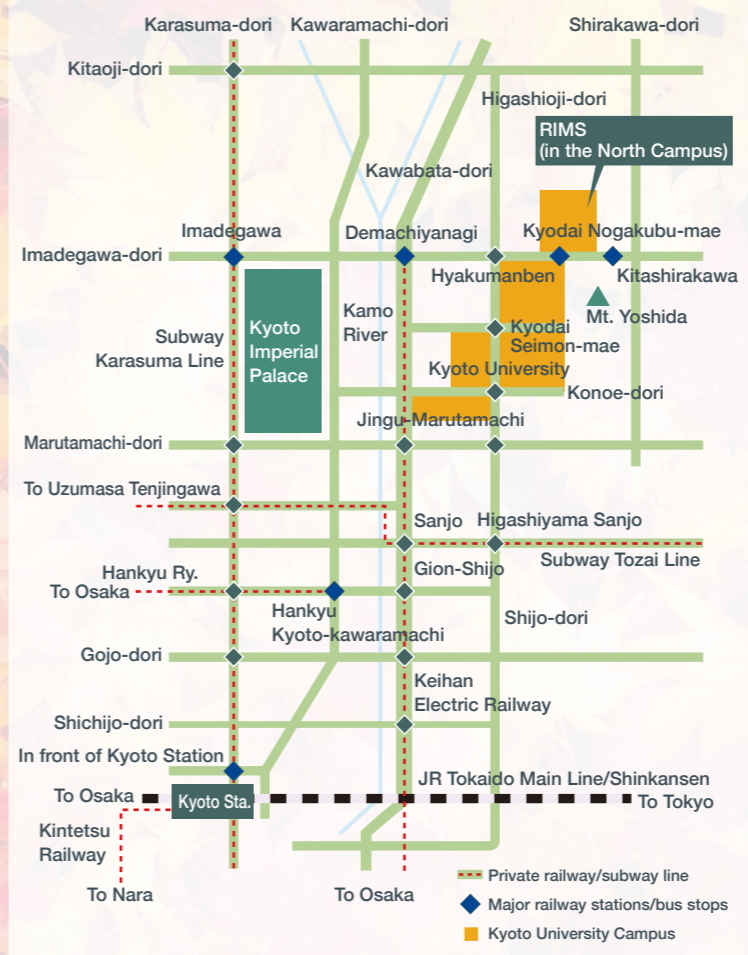 Karasuma-dori
Kawaramachi-dori
Shirakawa-dori
Kitaoji-dori
Higashioji-dori
RIMS
(in the North Campus)
Kawabata-dori
Imadegawa
Demachiyanagi
Kyodai Nogakubu-mae
Imadegawa-dori
Hyakumanben
Kitashirakawa
Kamo
River
Mt. Yoshida
Subway
Karasuma Line
Kyoto
Imperial
Palace
Kyodai
Seimon-mae
Kyoto University
Konoe-dori
Jingu-Marutamachi
Marutamachi-dori
To Uzumasa Tenjingawa
Sanjo
Higashiyama Sanjo
Subway Tozai Line
Hankyu Ry.
To Osaka
Gion-Shijo
Hankyu
Kyoto-kawaramachi
Shijo-dori
Gojo-dori
Keihan
Electric Railway
Shichijo-dori
In front of Kyoto Station
JR Tokaido Main Line/Shinkansen
To Osaka
Kyoto Sta.
To Tokyo
Kintetsu
Railway
To Nara
To Osaka
Private railway/subway line
Major railway stations/bus stops
Kyoto University Campus